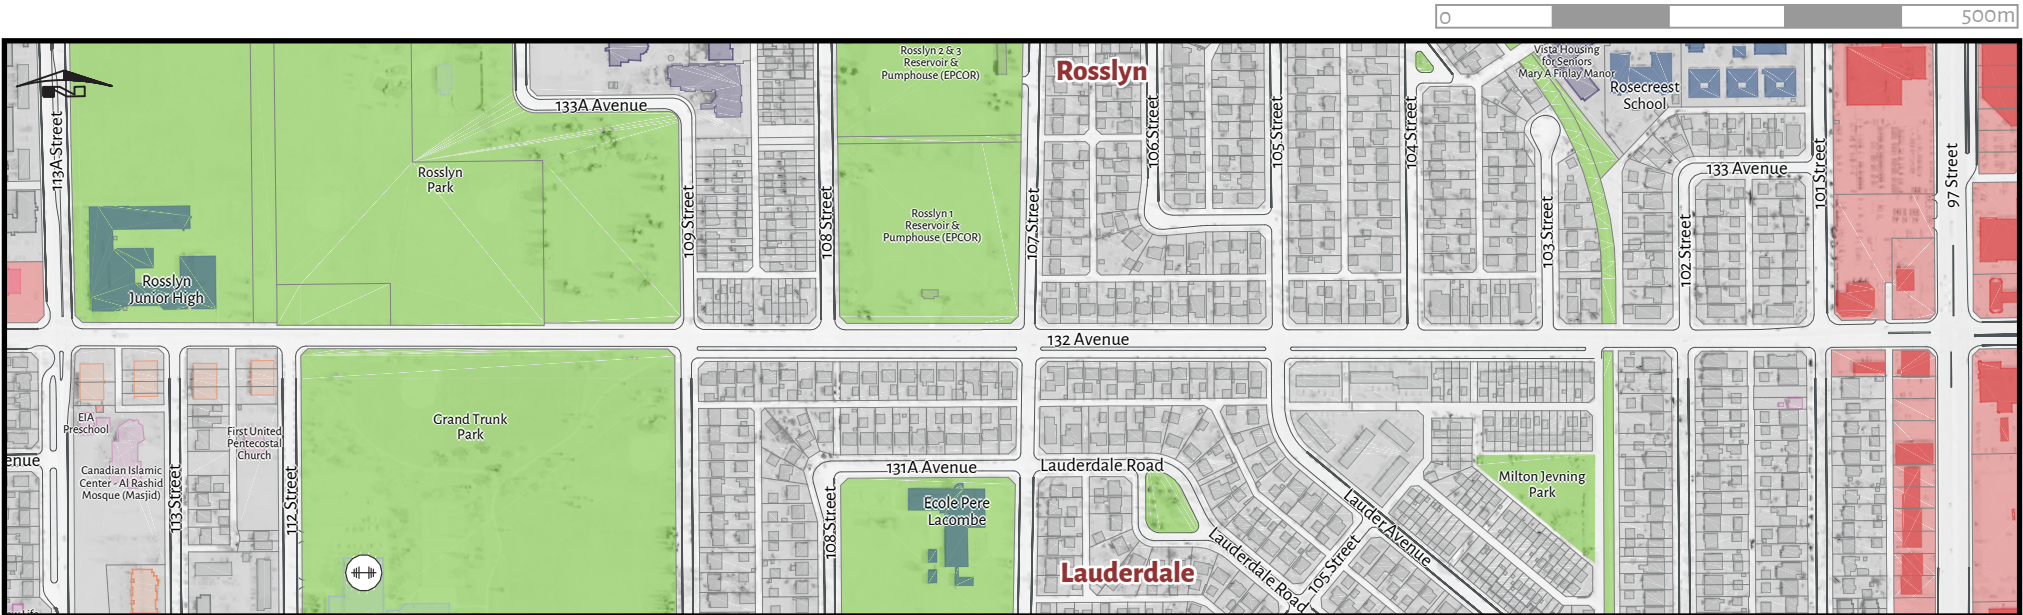 0
500m
Rosslyn 2 & 3
Reservoir &
Pumphouse (EPCOR)
Rosslyn
Vista Housing
for Seniors
Mary A Finlay Manor
Rosecreest
School
133A Avenue
113A Street
Rosslyn
Park
109 Street
108 Street
Rosslyn 1
Reservoir &
Pumphouse (EPCOR)
107 Street
106 Street
105 Street
104 Street
103 Street
133 Avenue
102 Street
101 Street
97 Street
Rosslyn
Junior High
132 Avenue
EIA
Preschool
First United
Pentecostal
Church
Grand Trunk
Park
enue
Canadian Islamic
Center - Al Rashid
Mosque (Masjid)
113 Street
112 Street
131A Avenue
108 Street
Ecole Pere
Lacombe
Lauderdale Road
Lauder Avenue
Milton Jevning
Park
Lauderdale Road
105 Street
Lauderdale